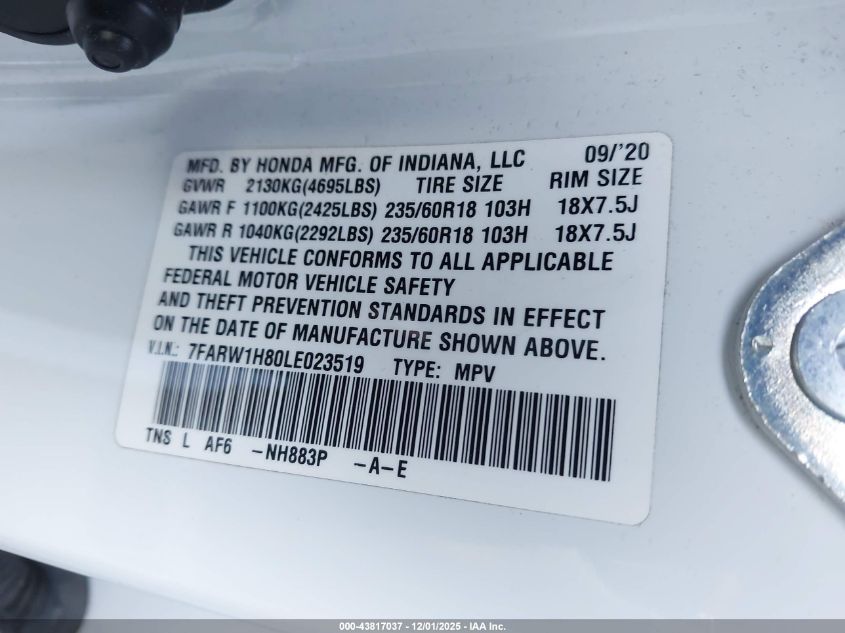 MFD. BY HONDA MFG. OF INDIANA, LLC 09/'20
GVWR 2130KG(4695LBS) TIRE SIZE RIM SIZE
GAWR F 1100KG(2425LBS) 235/60R18 103H 18X7.5J
GAWR R 1040KG(2292LBS) 235/60R18 103H 18X7.5J
THIS VEHICLE CONFORMS TO ALL APPLICABLE
FEDERAL MOTOR VEHICLE SAFETY
AND THEFT PREVENTION STANDARDS IN EFFECT
ON THE DATE OF MANUFACTURE SHOWN ABOVE.
V.I.N.: 7FARW1H80LE023519 TYPE: MPV
TNS L AF6 -NH883P -A-E
000-43817037 - 12/01/2025 - IAA Inc.